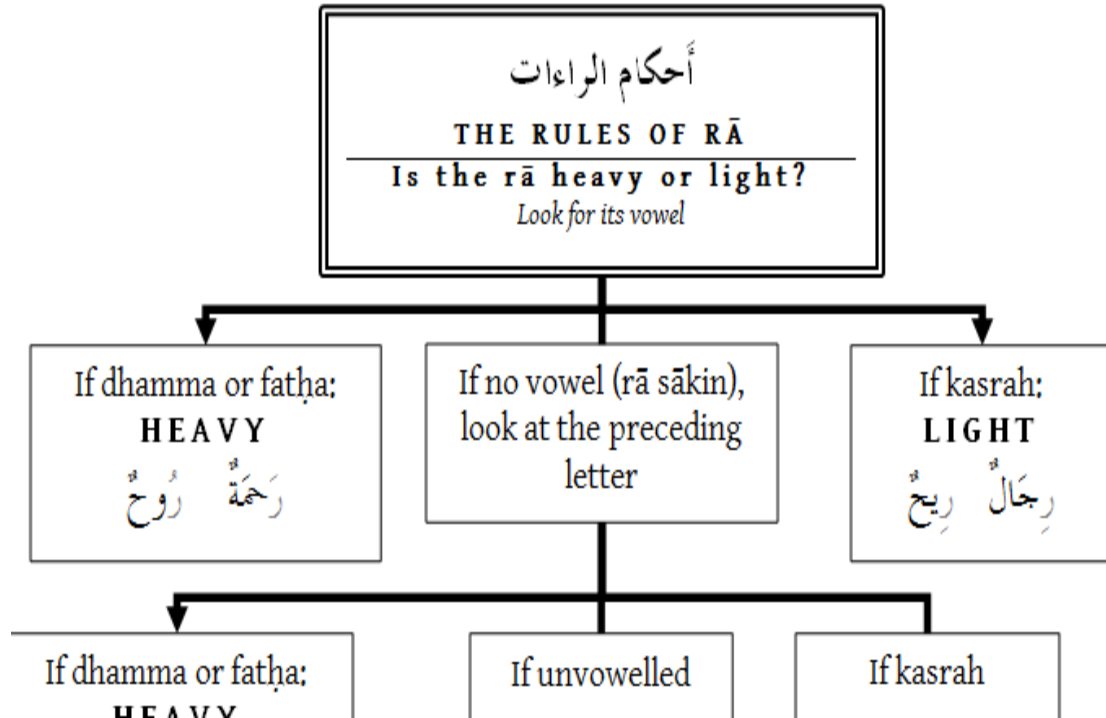 أَحكام الراءات
THE RULES OF RĀ
Is the rā heavy or light?
Look for its vowel
If dhamma or fatḥa:
HEAVY
رَحمَةٌ رُوحٌ
If no vowel (rā sākin),
look at the preceding
letter
If kasrah:
LIGHT
رِجَالٌ رِيحٌ
If dhamma or fatḥa:
HEAVY
If unvowelled
If kasrah